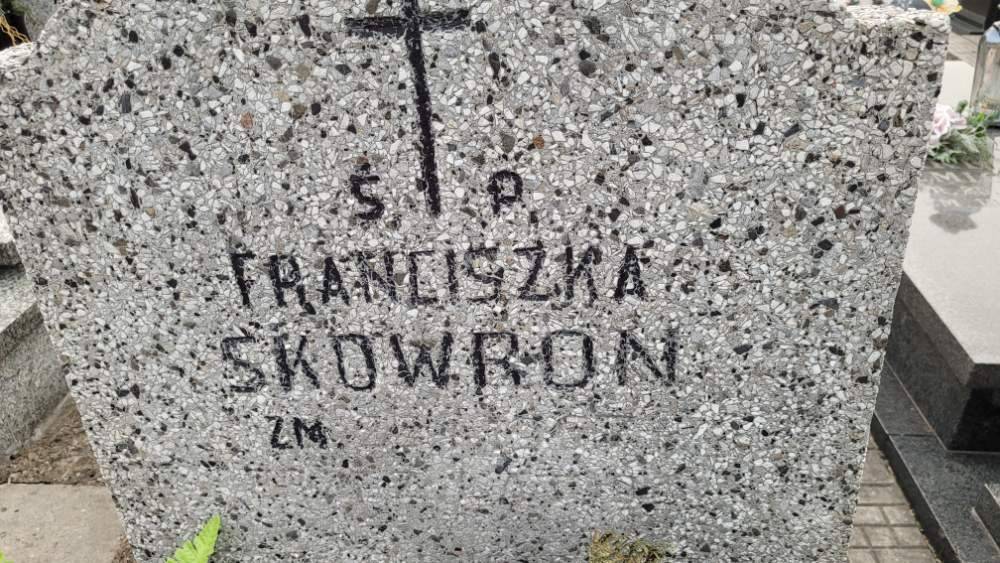 S P
FRANCISZKA
SKOWRON
ZM